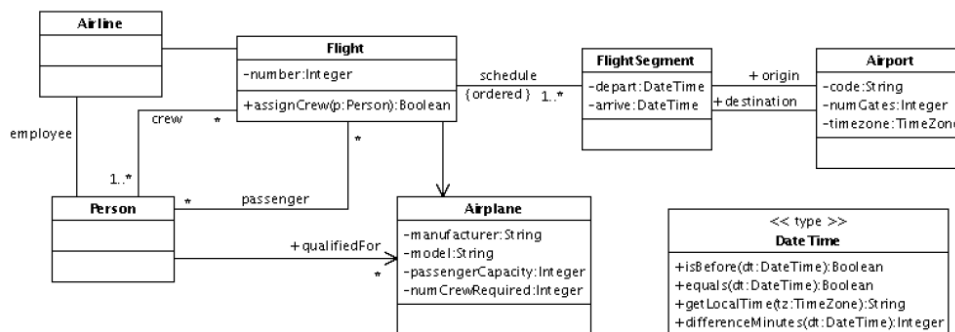 Airline
Flight
-number:Integer
+assignCrew(p:Person):Boolean
schedule
{ordered}
1..*
FlightSegment
-depart:DateTime
-arrive:DateTime
+ origin
+destination
Airport
-code:String
-numGates:Integer
-timezone:TimeZone
employee
crew
*
1..*
*
Person
*
passenger
+qualifiedFor
*
Airplane
-manufacturer:String
-model:String
-passengerCapacity:Integer
-numCrewRequired:Integer
<< type >>
DateTime
+isBefore(dt:DateTime):Boolean
+equals(dt:DateTime):Boolean
+getLocalTime(tz:TimeZone):String
+differenceMinutes(dt:DateTime):Integer